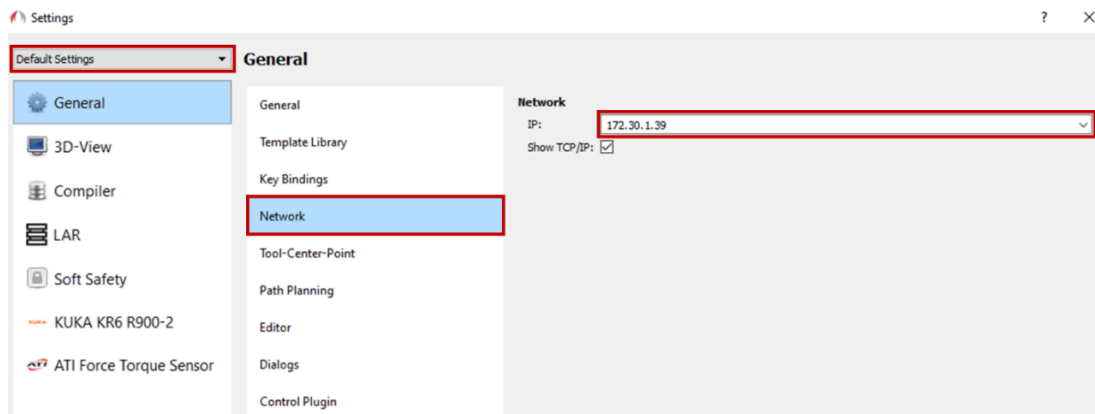 Settings
?
Default Settings
General
General
3D-View
Compiler
LAR
Soft Safety
KUKA KUKA KR6 R900-2
ATI ATI Force Torque Sensor
General
Template Library
Key Bindings
Network
Tool-Center-Point
Path Planning
Editor
Dialogs
Control Plugin
Network
IP: 172.30.1.39
Show TCP/IP: